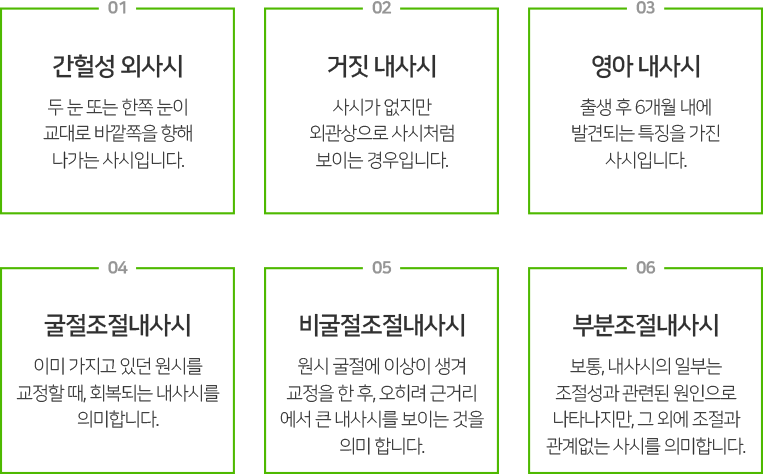 01
간헐성 외사시
두 눈 또는 한쪽 눈이
교대로 바깥쪽을 향해
나가는 사시입니다.
02
거짓 내사시
사시가 없지만
외관상으로 사시처럼
보이는 경우입니다.
03
영아 내사시
출생 후 6개월 내에
발견되는 특징을 가진
사시입니다.
04
굴절조절내사시
이미 가지고 있던 원시를
교정할 때, 회복되는 내사시를
의미합니다.
05
비굴절조절내사시
원시 굴절에 이상이 생겨
교정을 한 후, 오히려 근거리
에서 큰 내사시를 보이는 것을
의미 합니다.
06
부분조절내사시
보통, 내사시의 일부는
조절성과 관련된 원인으로
나타나지만, 그 외에 조절과
관계없는 사시를 의미합니다.